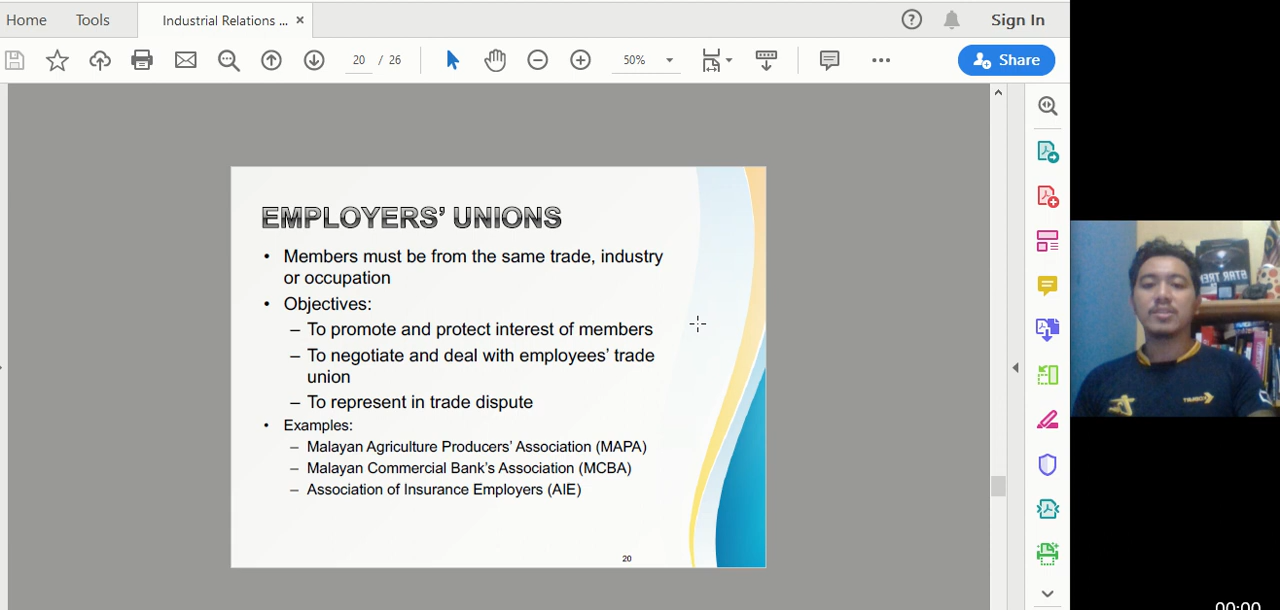 Home Tools Industrial Relations ... × Sign In
20 / 26 50% Share
EMPLOYERS' UNIONS
• Members must be from the same trade, industry
or occupation
• Objectives:
– To promote and protect interest of members
– To negotiate and deal with employees' trade
union
– To represent in trade dispute
• Examples:
– Malayan Agriculture Producers' Association (MAPA)
– Malayan Commercial Bank's Association (MCBA)
– Association of Insurance Employers (AIE)
20
STAR TRE
00:00